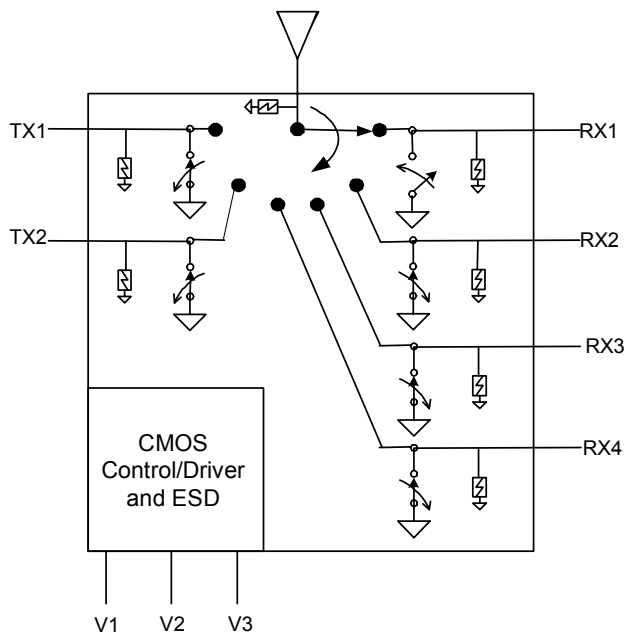 TX1
RX1
TX2
RX2
RX3
RX4
CMOS
Control/Driver
and ESD
V1
V2
V3